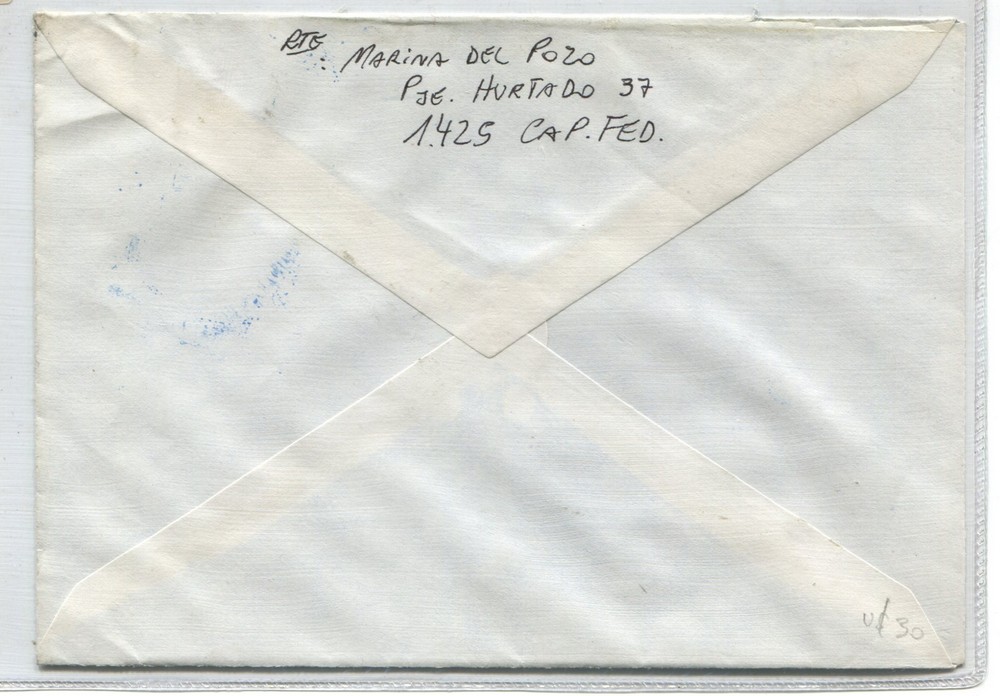 RTE: MARINA DEL POZO
PJE. HURTADO 37
1.425 CAP. FED.
U$ 30